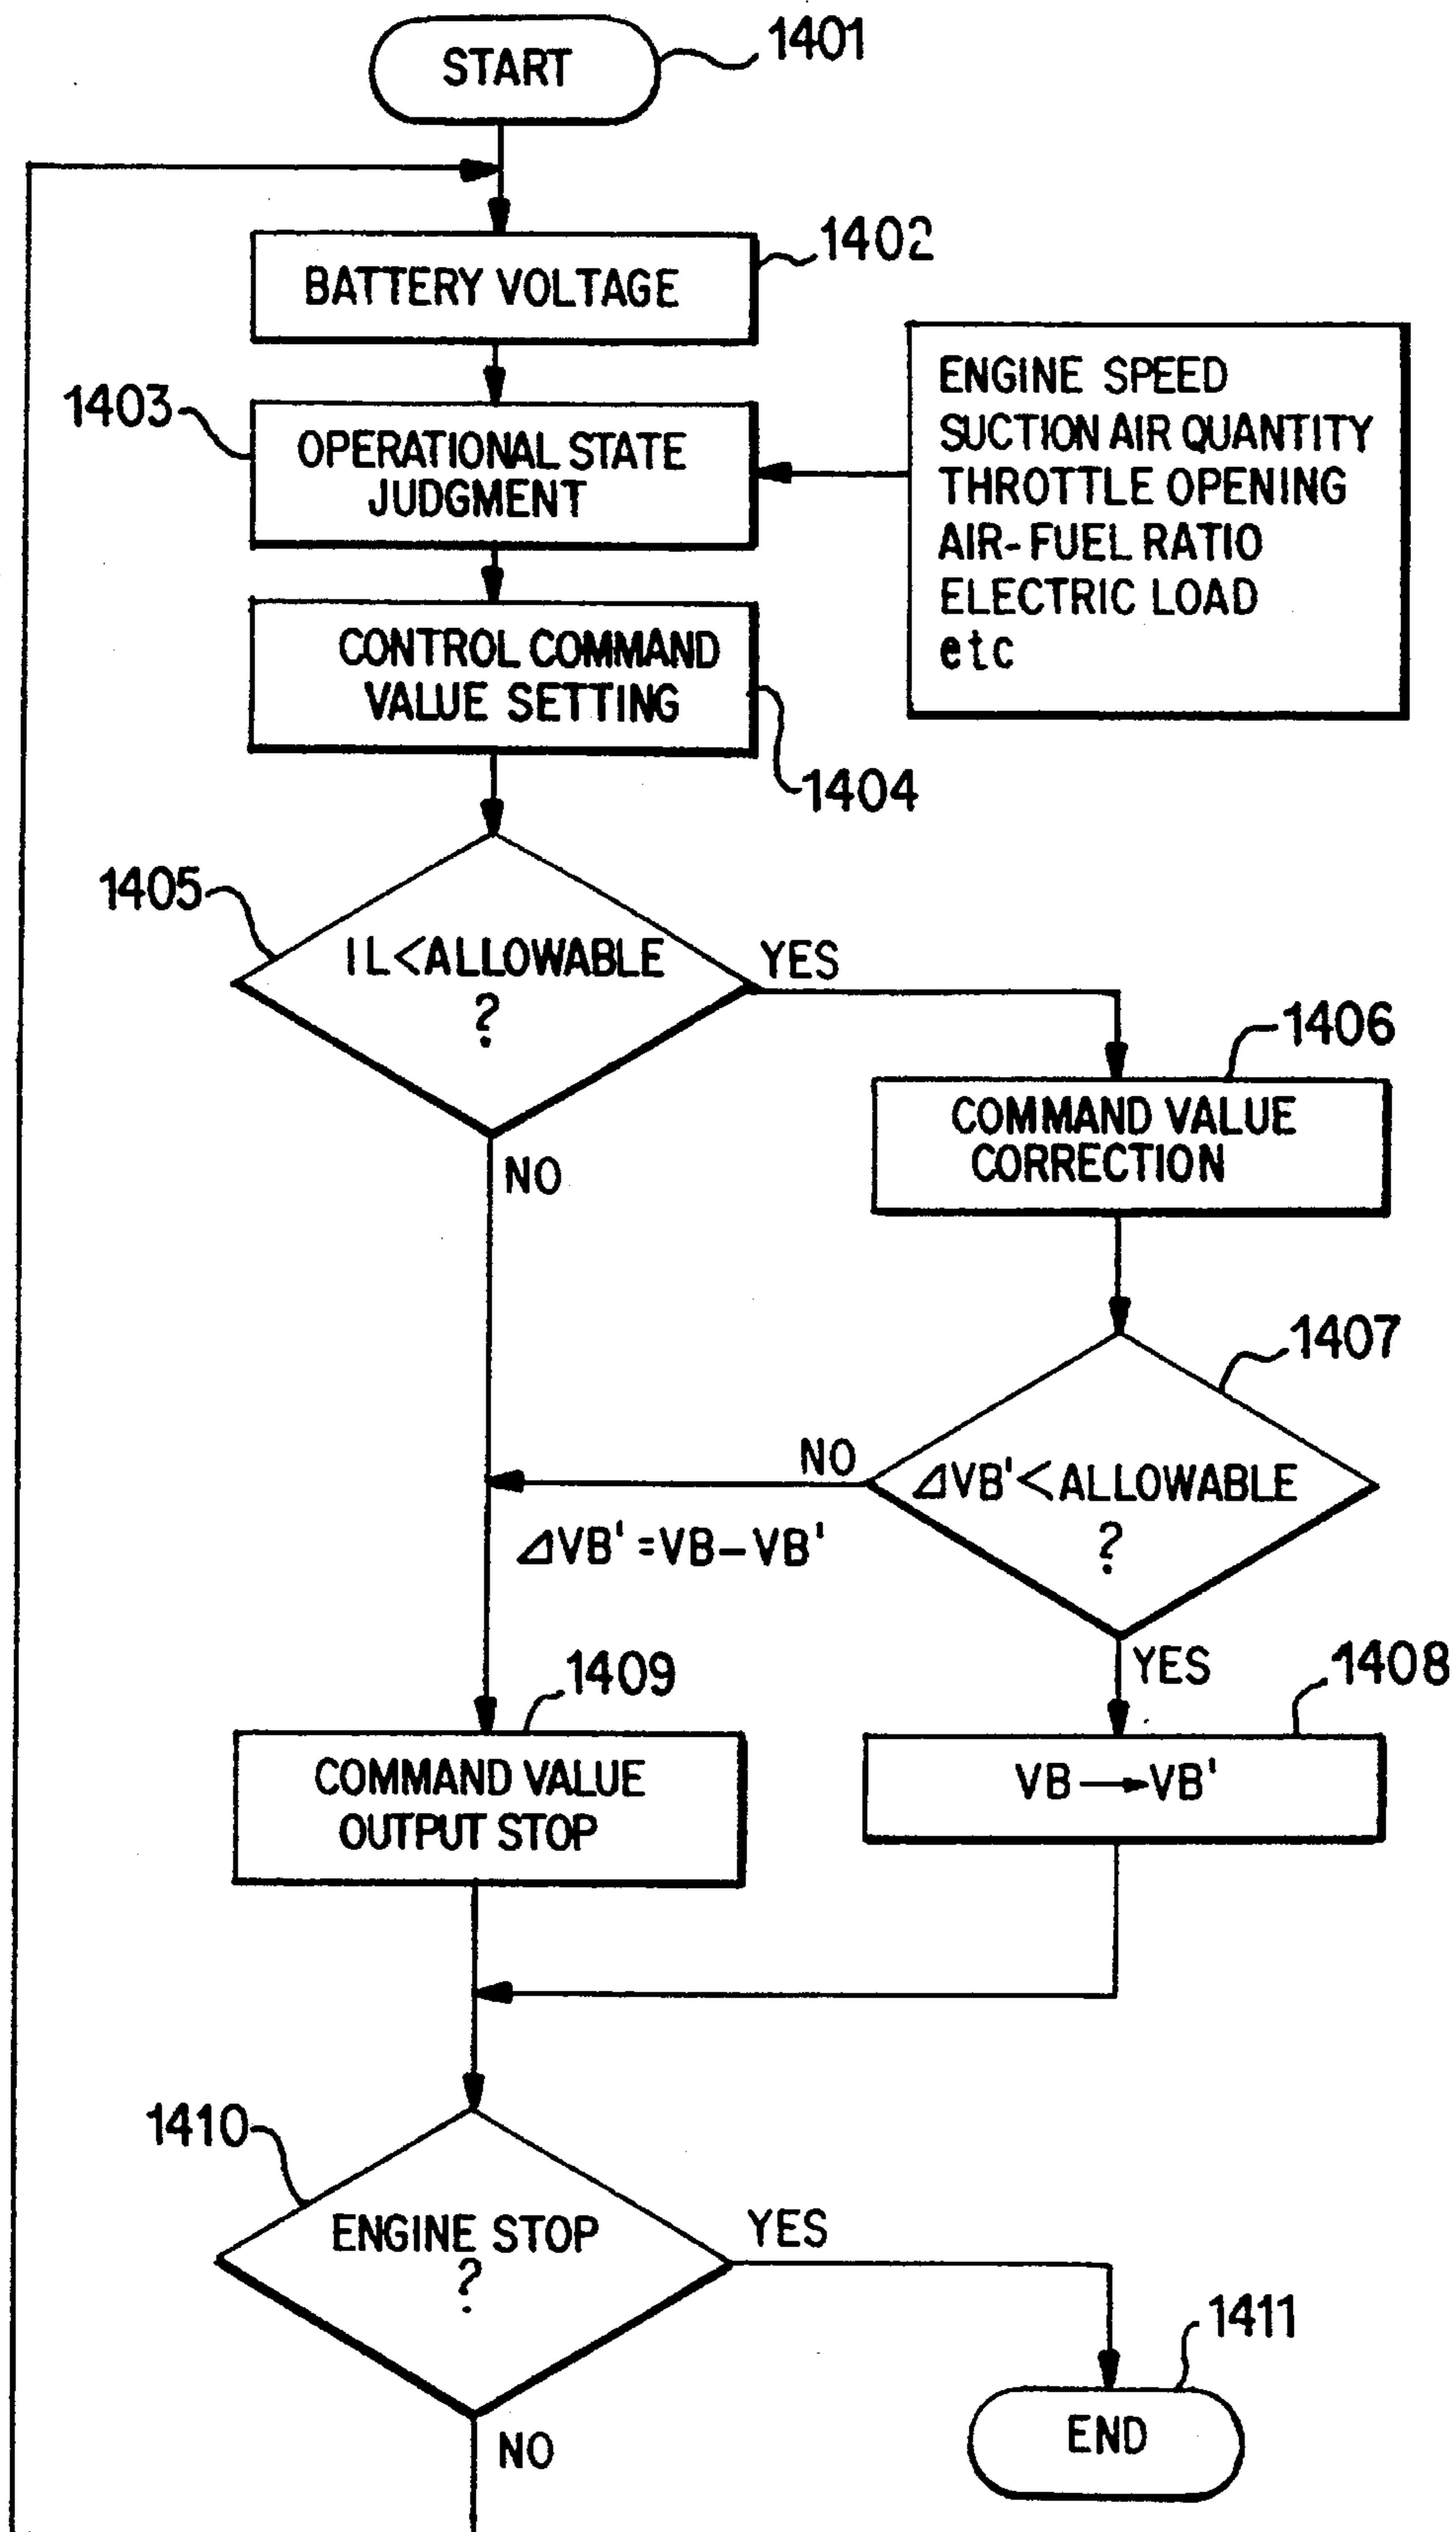 START
1401
BATTERY VOLTAGE
1402
1403
OPERATIONAL STATE
JUDGMENT
ENGINE SPEED
SUCTION AIR QUANTITY
THROTTLE OPENING
AIR-FUEL RATIO
ELECTRIC LOAD
etc
CONTROL COMMAND
VALUE SETTING
1404
1405
IL<ALLOWABLE
?
YES
NO
1406
COMMAND VALUE
CORRECTION
1407
NO
⊿VB'<ALLOWABLE
?
⊿VB'=VB-VB'
YES
1408
VB→VB'
1409
COMMAND VALUE
OUTPUT STOP
1410
ENGINE STOP
?
YES
NO
1411
END